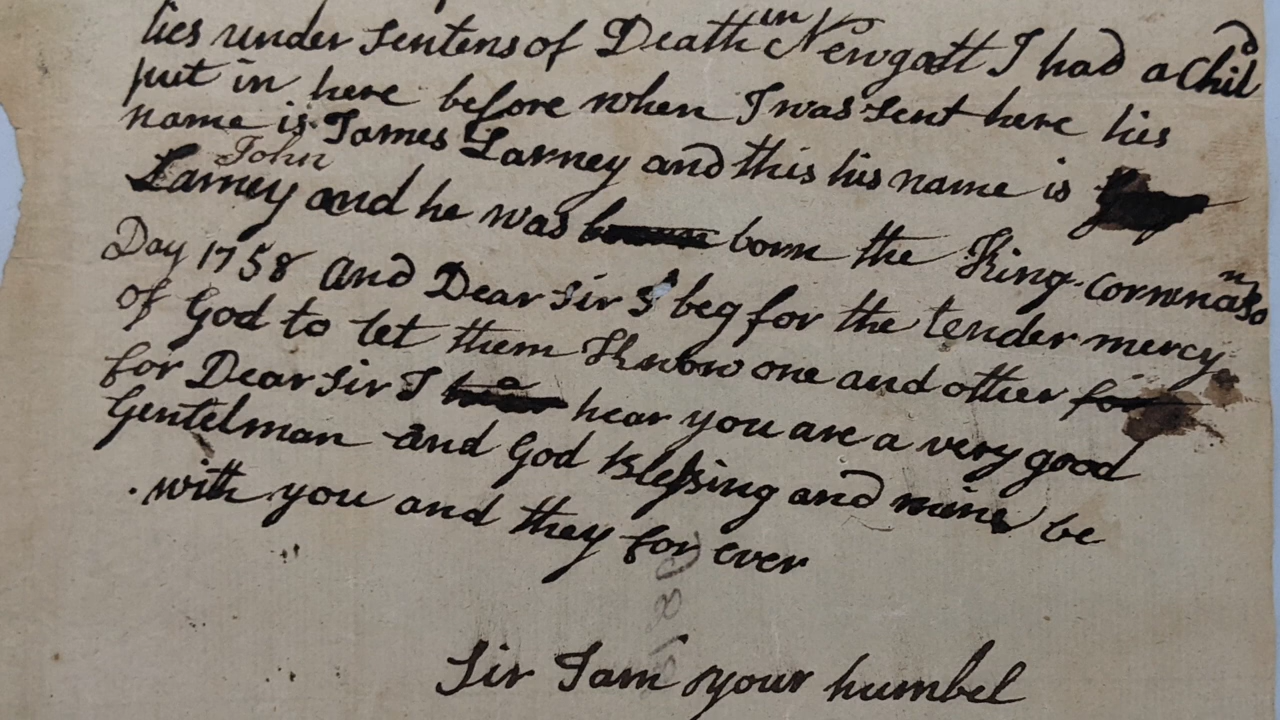 lies under sentens of Death in Newgatt I had a Child
put in here before when I was sent here his
name is James Larney and this his name is
John
Larney and he was born the King corrnnaso
Day 1758 and Dear Sir I beg for the tender mercy
of God to let them Know one and other for
for Dear Sir I hear you are a very good
Gentelman and God Blessing and mine be
with you and they for ever
Sir I am your humbel